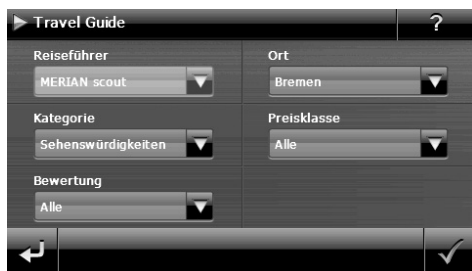 Travel Guide ?
Reiseführer
MERIAN scout
Ort
Bremen
Kategorie
Sehenswürdigkeiten
Preisklasse
Alle
Bewertung
Alle